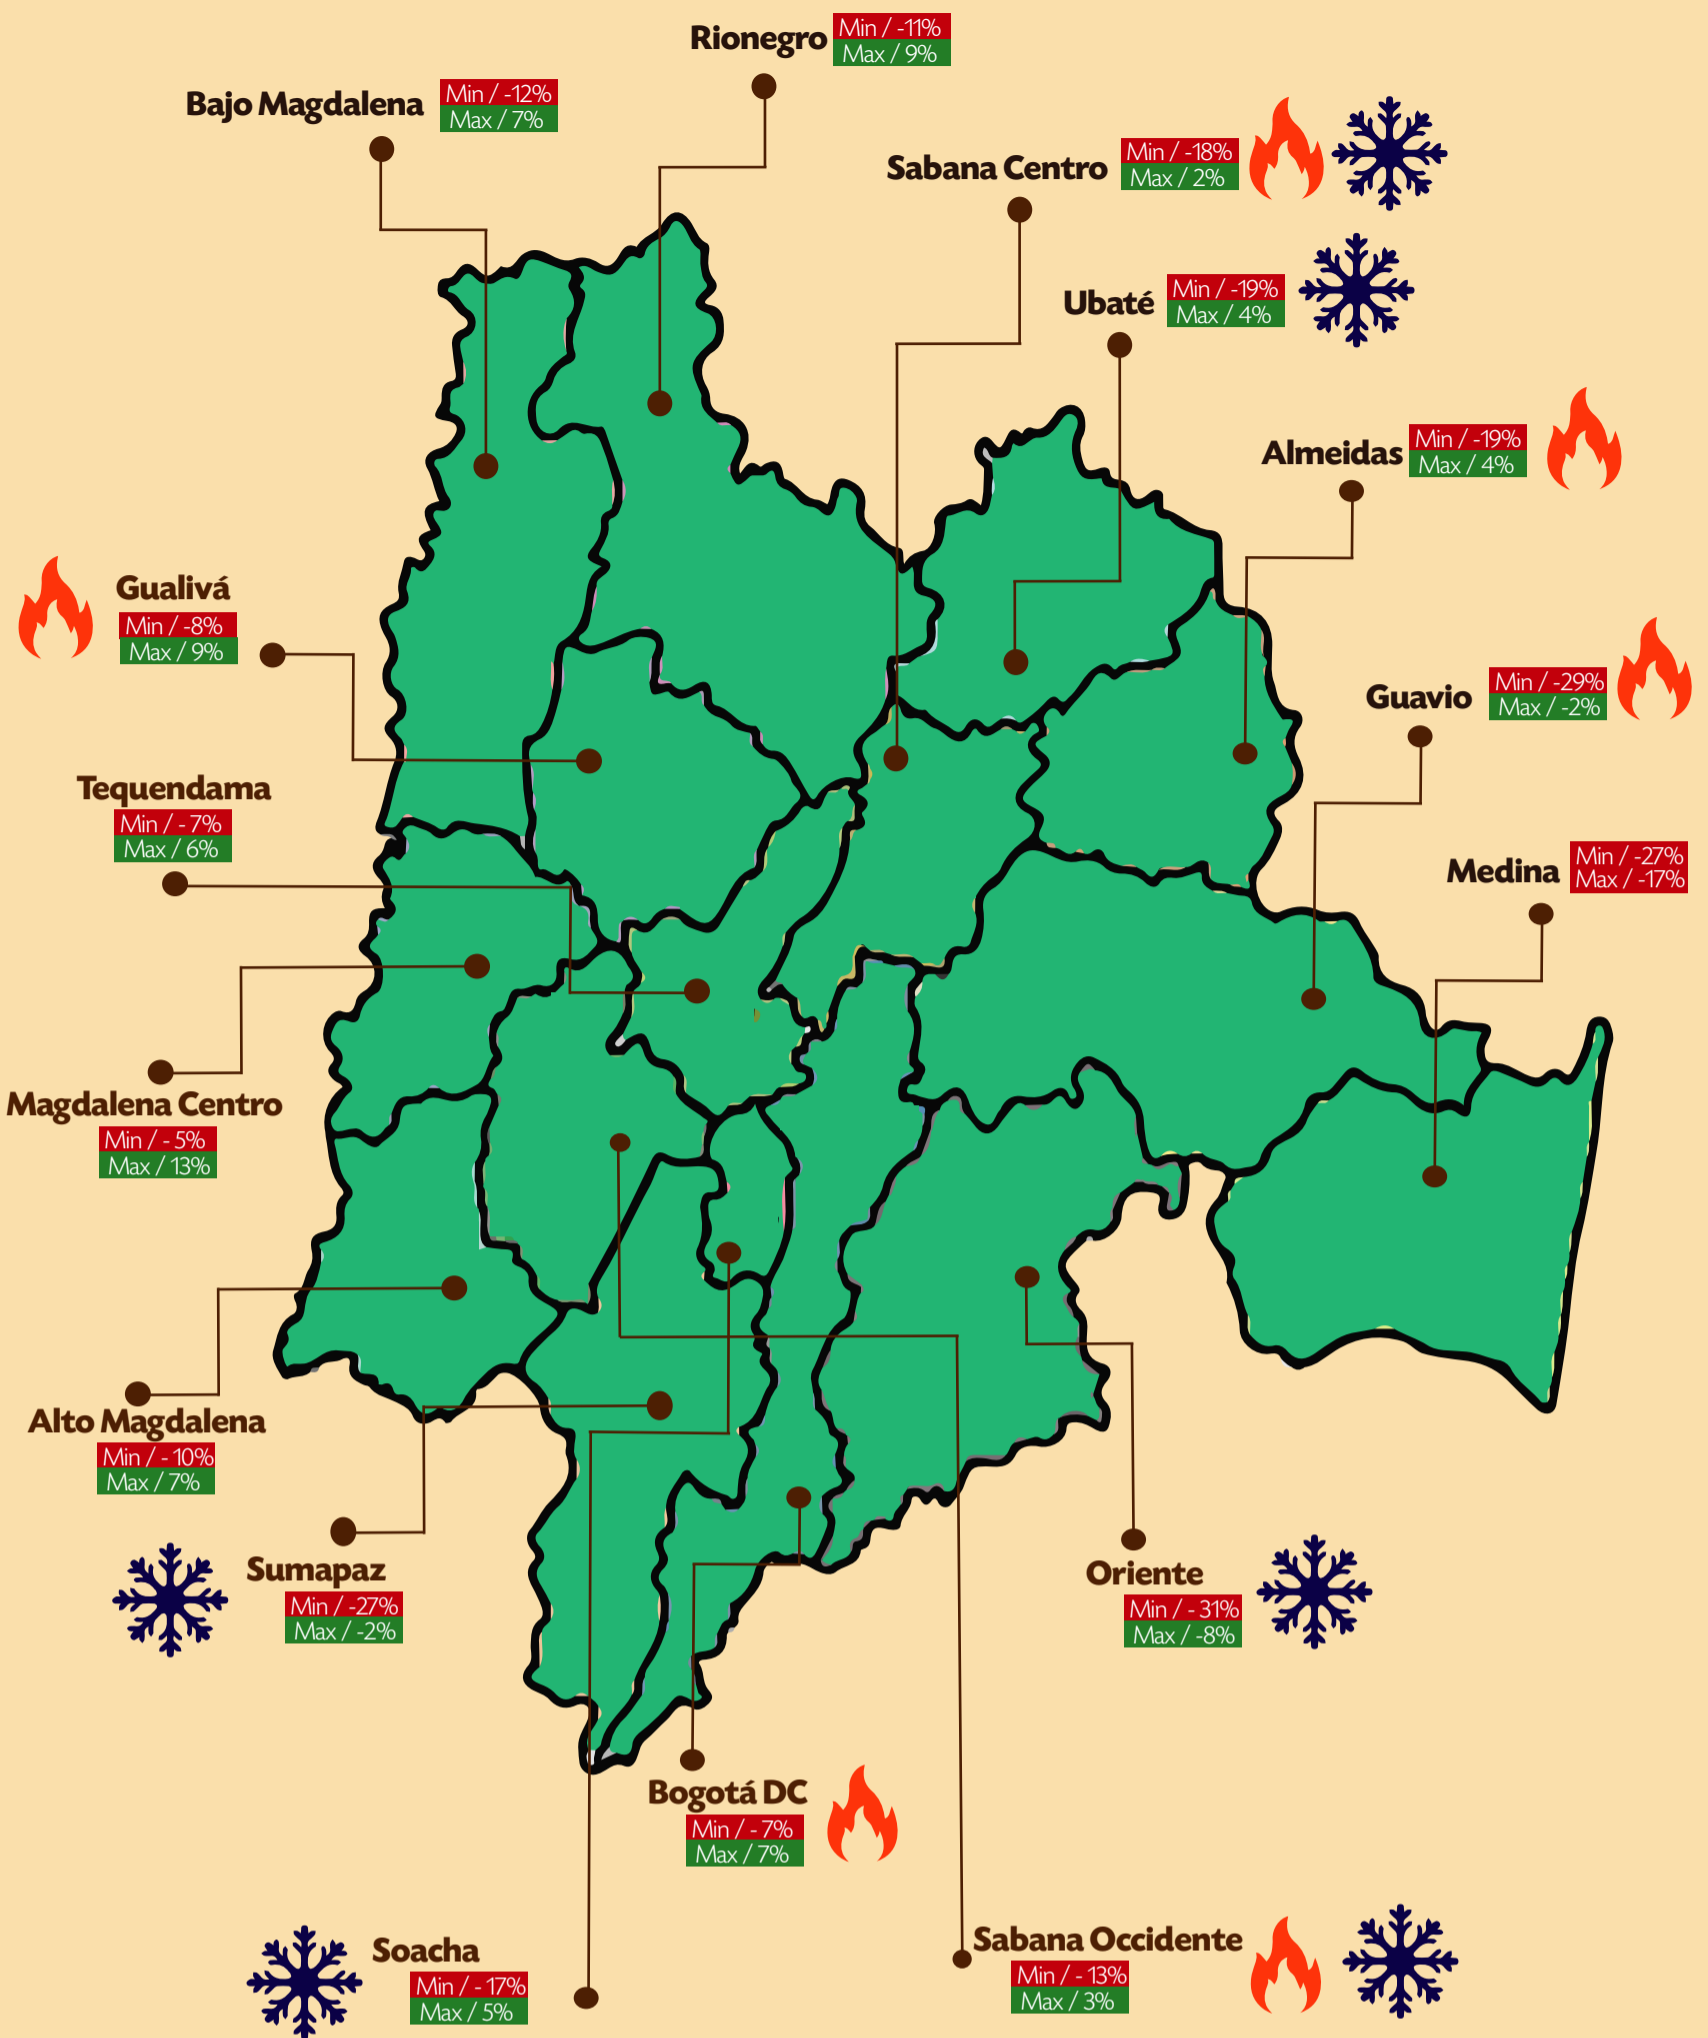 Rionegro
Min / -11%
Max / 9%
Bajo Magdalena
Min / -12%
Max / 7%
Sabana Centro
Min / -18%
Max / 2%
Ubaté
Min / -19%
Max / 4%
Almeidas
Min / -19%
Max / 4%
Gualivá
Min / -8%
Max / 9%
Guavio
Min / -29%
Max / -2%
Tequendama
Min / - 7%
Max / 6%
Medina
Min / -27%
Max / -17%
Magdalena Centro
Min / - 5%
Max / 13%
Alto Magdalena
Min / - 10%
Max / 7%
Sumapaz
Min / -27%
Max / -2%
Oriente
Min / - 31%
Max / -8%
Bogotá DC
Min / - 7%
Max / 7%
Soacha
Min / - 17%
Max / 5%
Sabana Occidente
Min / - 13%
Max / 3%